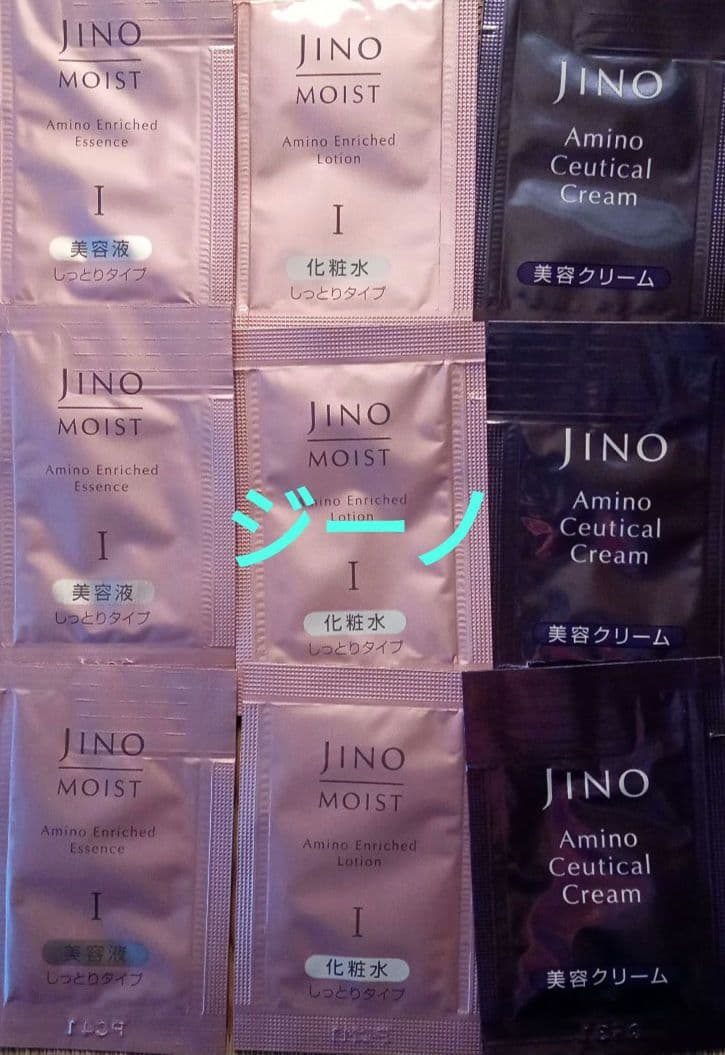 JINO
MOIST
Amino Enriched
Essence
I
美容液
しっとりタイプ
JINO
MOIST
Amino Enriched
Lotion
I
化粧水
しっとりタイプ
JINO
Amino
Ceutical
Cream
美容クリーム
JINO
MOIST
Amino Enriched
Essence
I
美容液
しっとりタイプ
JINO
MOIST
Enriched
Lotion
I
化粧水
しっとりタイプ
ジーノ
JINO
Amino
Ceutical
Cream
美容クリーム
JINO
MOIST
Amino Enriched
Essence
I
美容液
しっとりタイプ
JINO
MOIST
Amino Enriched
Lotion
I
化粧水
しっとりタイプ
JINO
Amino
Ceutical
Cream
美容クリーム